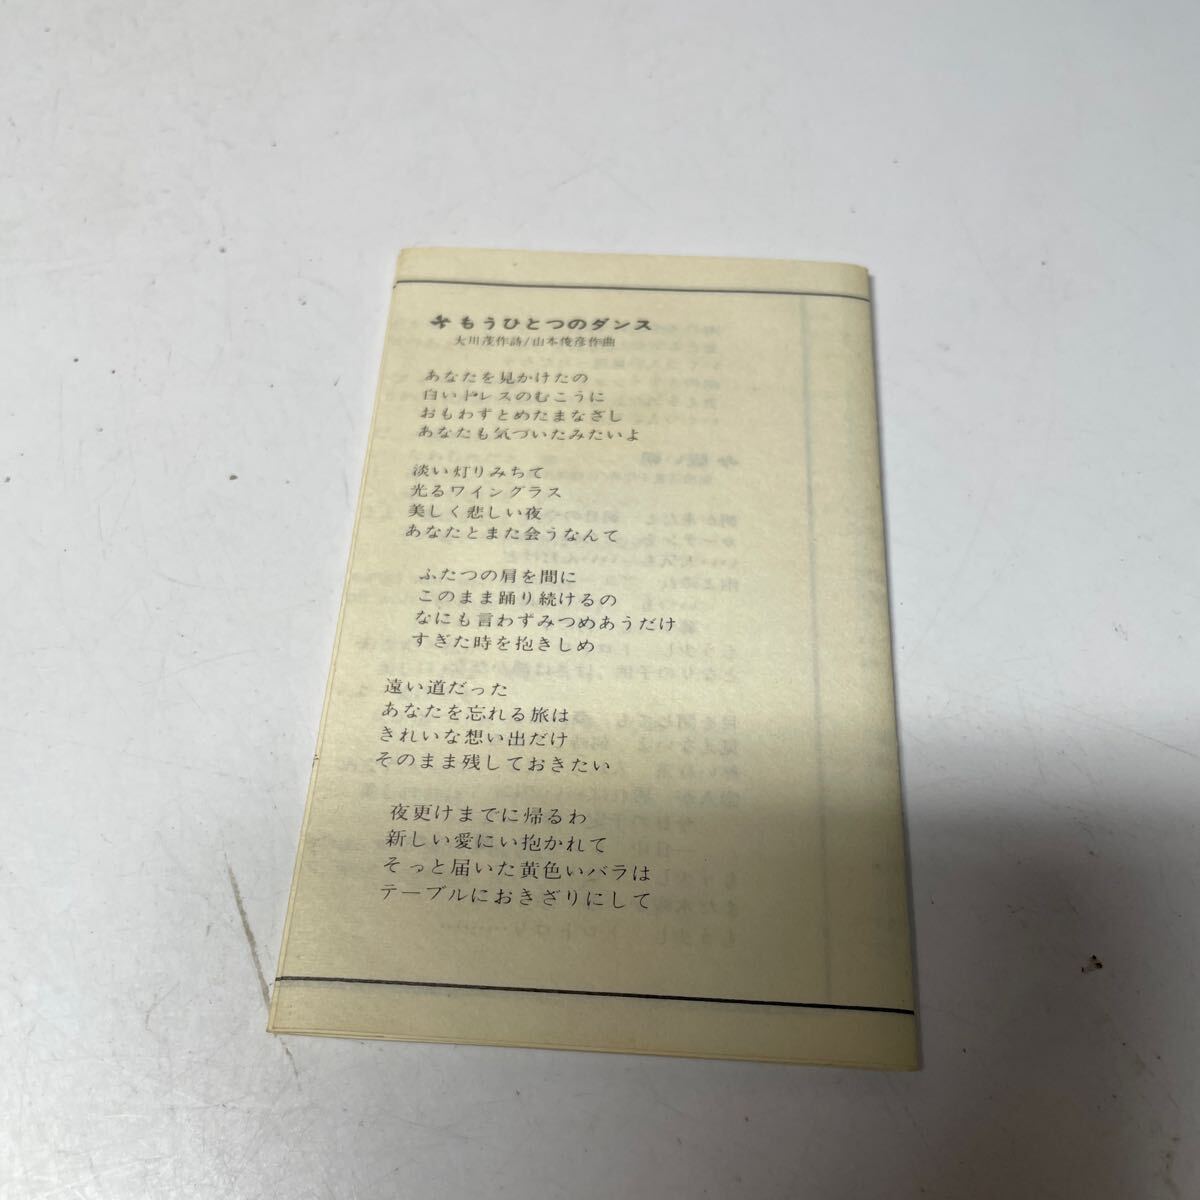 もうひとつのダンス
大川茂作詩/山本俊彦作曲
あなたを見かけたの
白いドレスのむこうに
おもわずとめたまなざし
あなたも気づいたみたいよ
淡い灯りみちて
光るワイングラス
美しく悲しい夜
あなたとまた会うなんて
ふたつの肩を間に
このまま踊り続けるの
なにも言わずみつめあうだけ
すぎた時を抱きしめ
遠い道だった
あなたを忘れる旅は
きれいな想い出だけ
そのまま残しておきたい
夜更けまでに帰るわ
新しい愛にい抱かれて
そっと届いた黄色いバラは
テーブルにおきざりにして